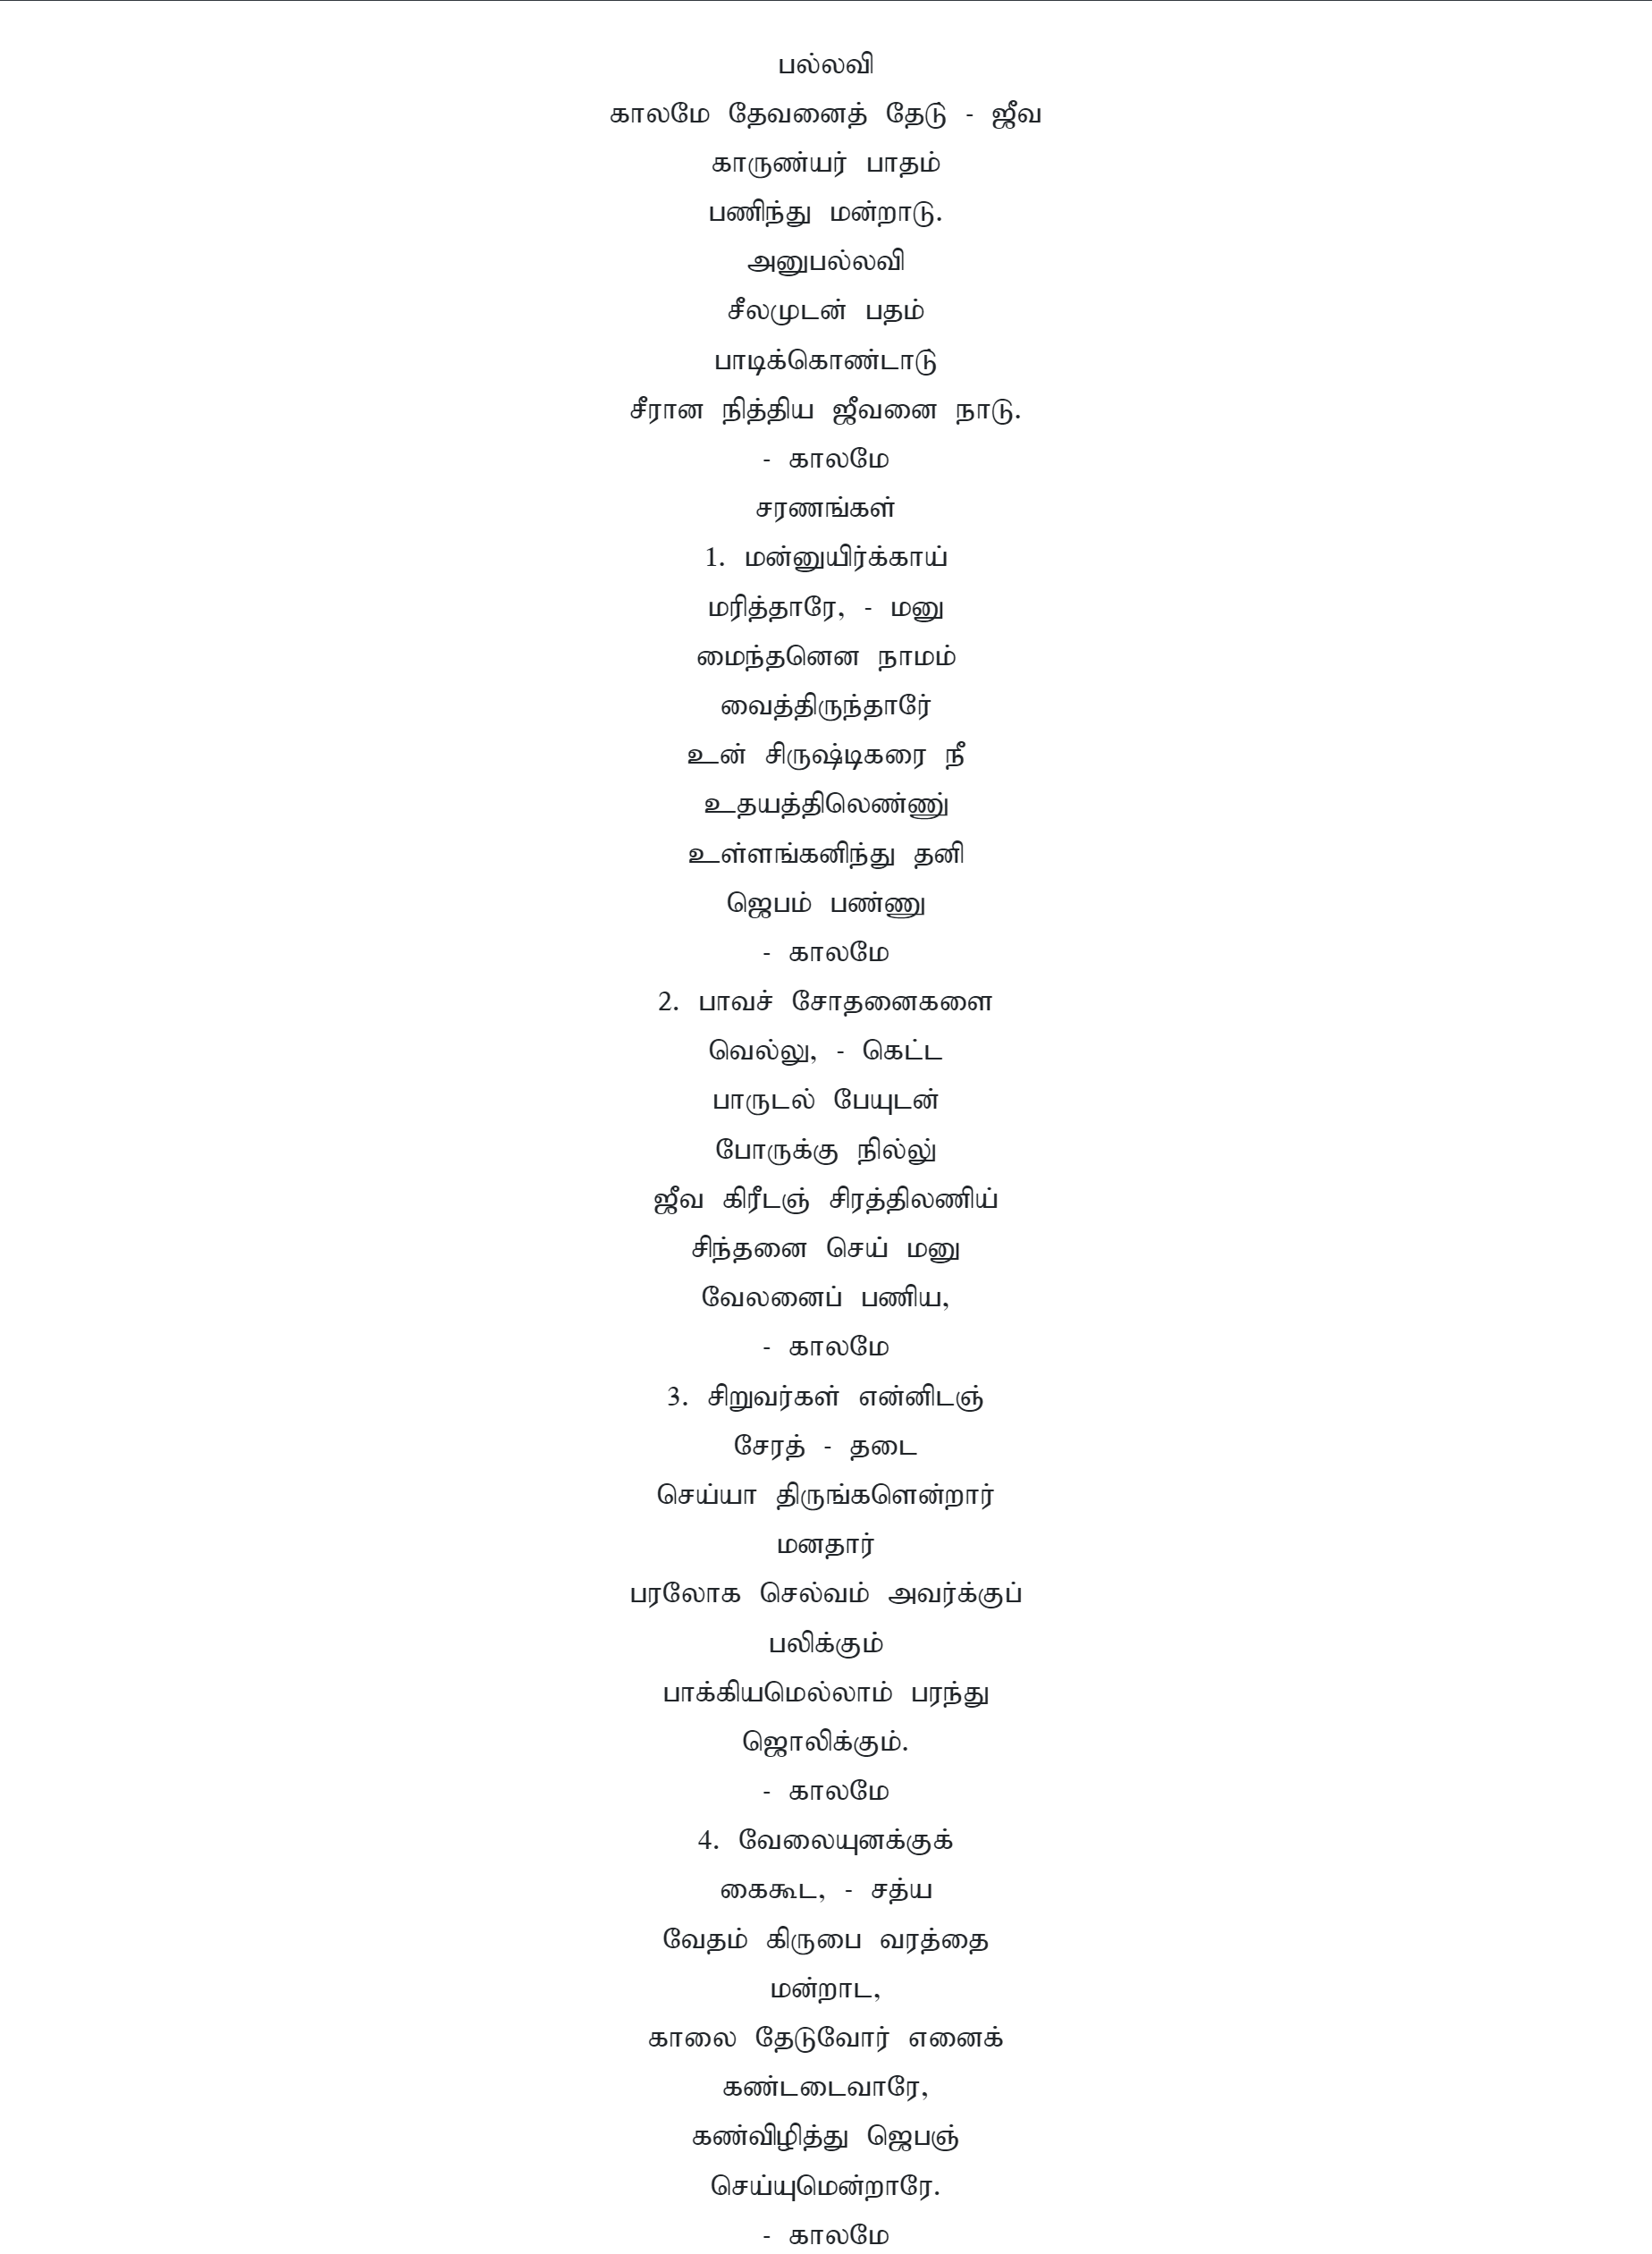 பல்லவி
காலமே தேவனைத் தேடு் - ஜீவ
காருண்யர் பாதம்
பணிந்து மன்றாடு.
அனுபல்லவி
சீலமுடன் பதம்
பாடிக்கொண்டாடு்
சீரான நித்திய ஜீவனை நாடு.
- காலமே
சரணங்கள்
1. மன்னுயிர்க்காய்
மரித்தாரே, - மனு
மைந்தனென நாமம்
வைத்திருந்தாரே்
உன் சிருஷ்டிகரை நீ
உதயத்திலெண்ணு்
உள்ளங்கனிந்து தனி
ஜெபம் பண்ணு
- காலமே
2. பாவச் சோதனைகளை
வெல்லு, - கெட்ட
பாருடல் பேயுடன்
போருக்கு நில்லு்
ஜீவ கிரீடஞ் சிரத்திலணிய்
சிந்தனை செய் மனு
வேலனைப் பணிய,
- காலமே
3. சிறுவர்கள் என்னிடஞ்
சேரத் - தடை
செய்யா திருங்களென்றார்
மனதார்
பரலோக செல்வம் அவர்க்குப்
பலிக்கும்
பாக்கியமெல்லாம் பரந்து
ஜொலிக்கும்.
- காலமே
4. வேலையுனக்குக்
கைகூட, - சத்ய
வேதம் கிருபை வரத்தை
மன்றாட,
காலை தேடுவோர் எனைக்
கண்டடைவாரே,
கண்விழித்து ஜெபஞ்
செய்யுமென்றாரே.
- காலமே